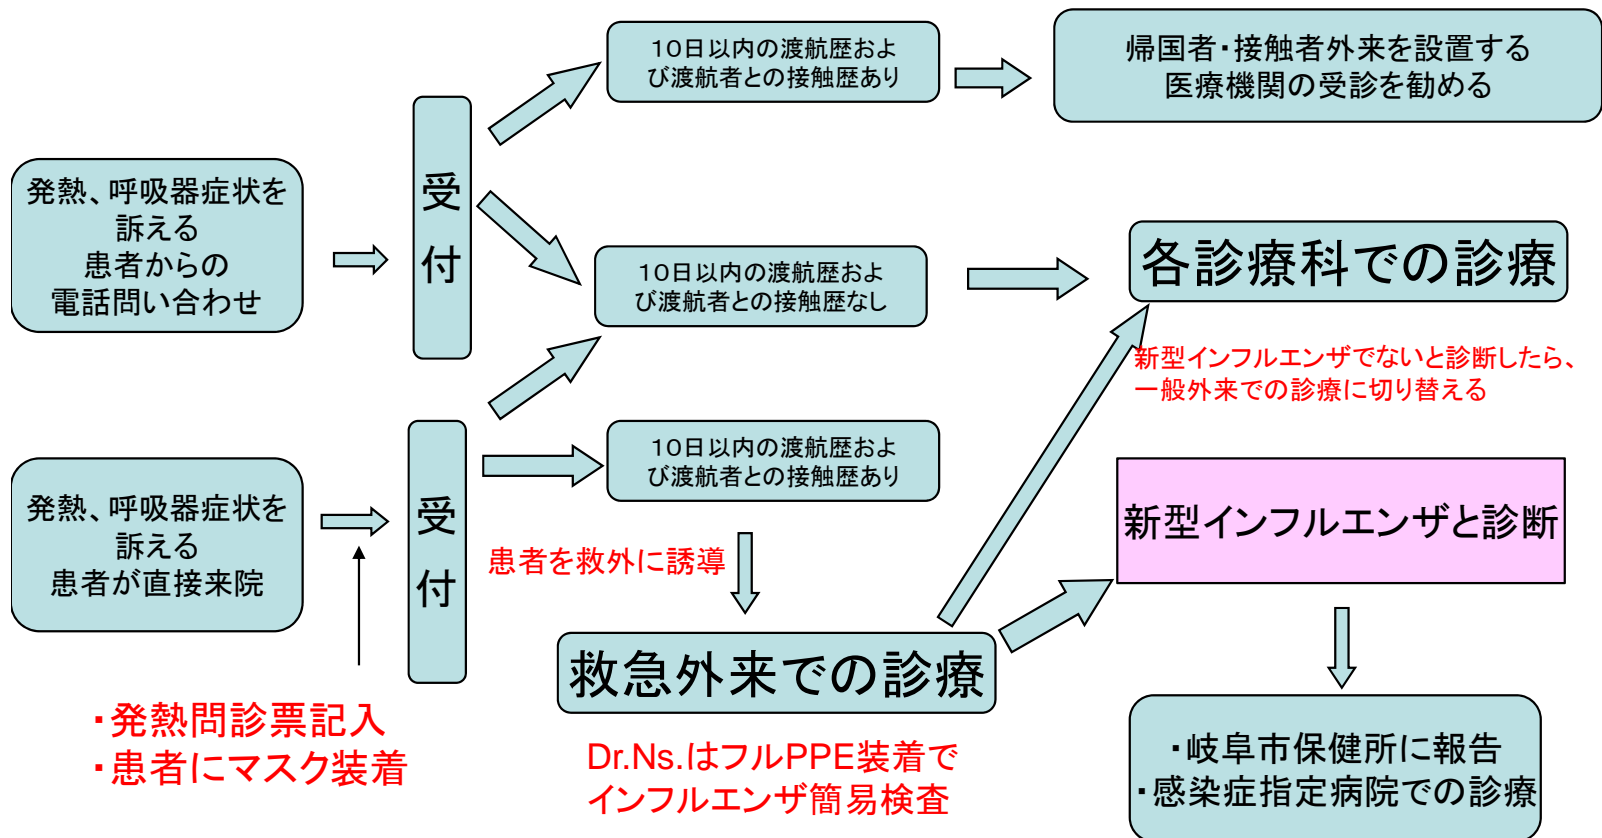 10日以内の渡航歴およ
び渡航者との接触歴あり
帰国者・接触者外来を設置する
医療機関の受診を勧める
発熱、呼吸器症状を
訴える
患者からの
電話問い合わせ
受
付
10日以内の渡航歴およ
び渡航者との接触歴なし
各診療科での診療
新型インフルエンザでないと診断したら、
一般外来での診療に切り替える
発熱、呼吸器症状を
訴える
患者が直接来院
受
付
10日以内の渡航歴およ
び渡航者との接触歴あり
患者を救外に誘導
新型インフルエンザと診断
救急外来での診療
・発熱問診票記入
・患者にマスク装着
Dr.Ns.はフルPPE装着で
インフルエンザ簡易検査
・岐阜市保健所に報告
・感染症指定病院での診療